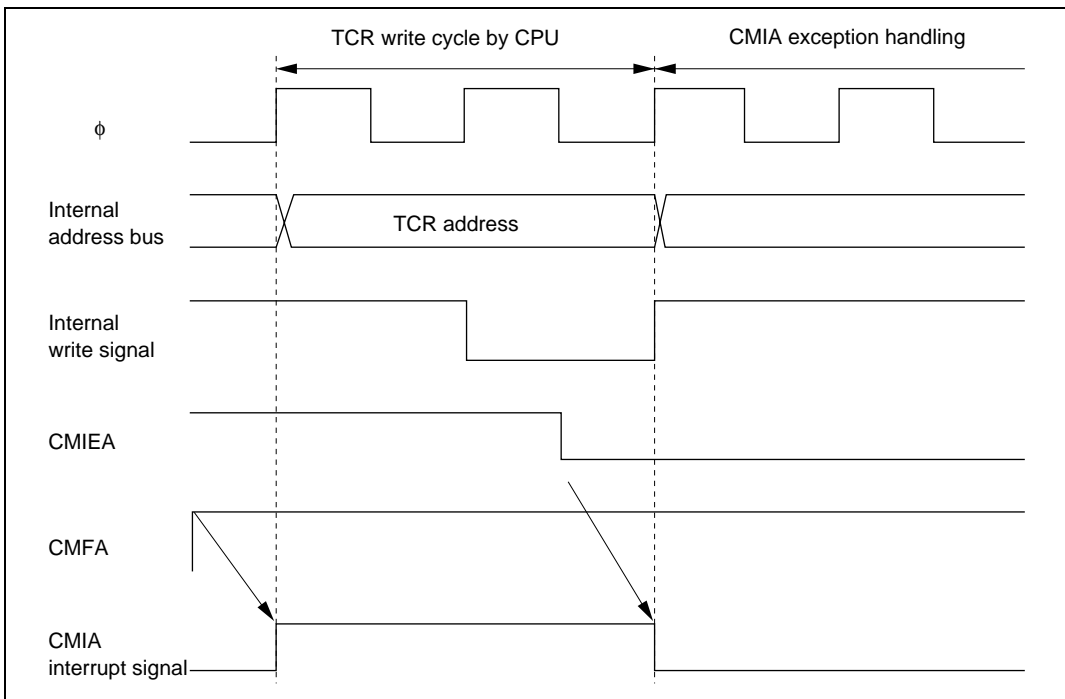 TCR write cycle by CPU
CMIA exception handling
ϕ
Internal
address bus
TCR address
Internal
write signal
CMIEA
CMFA
CMIA
interrupt signal